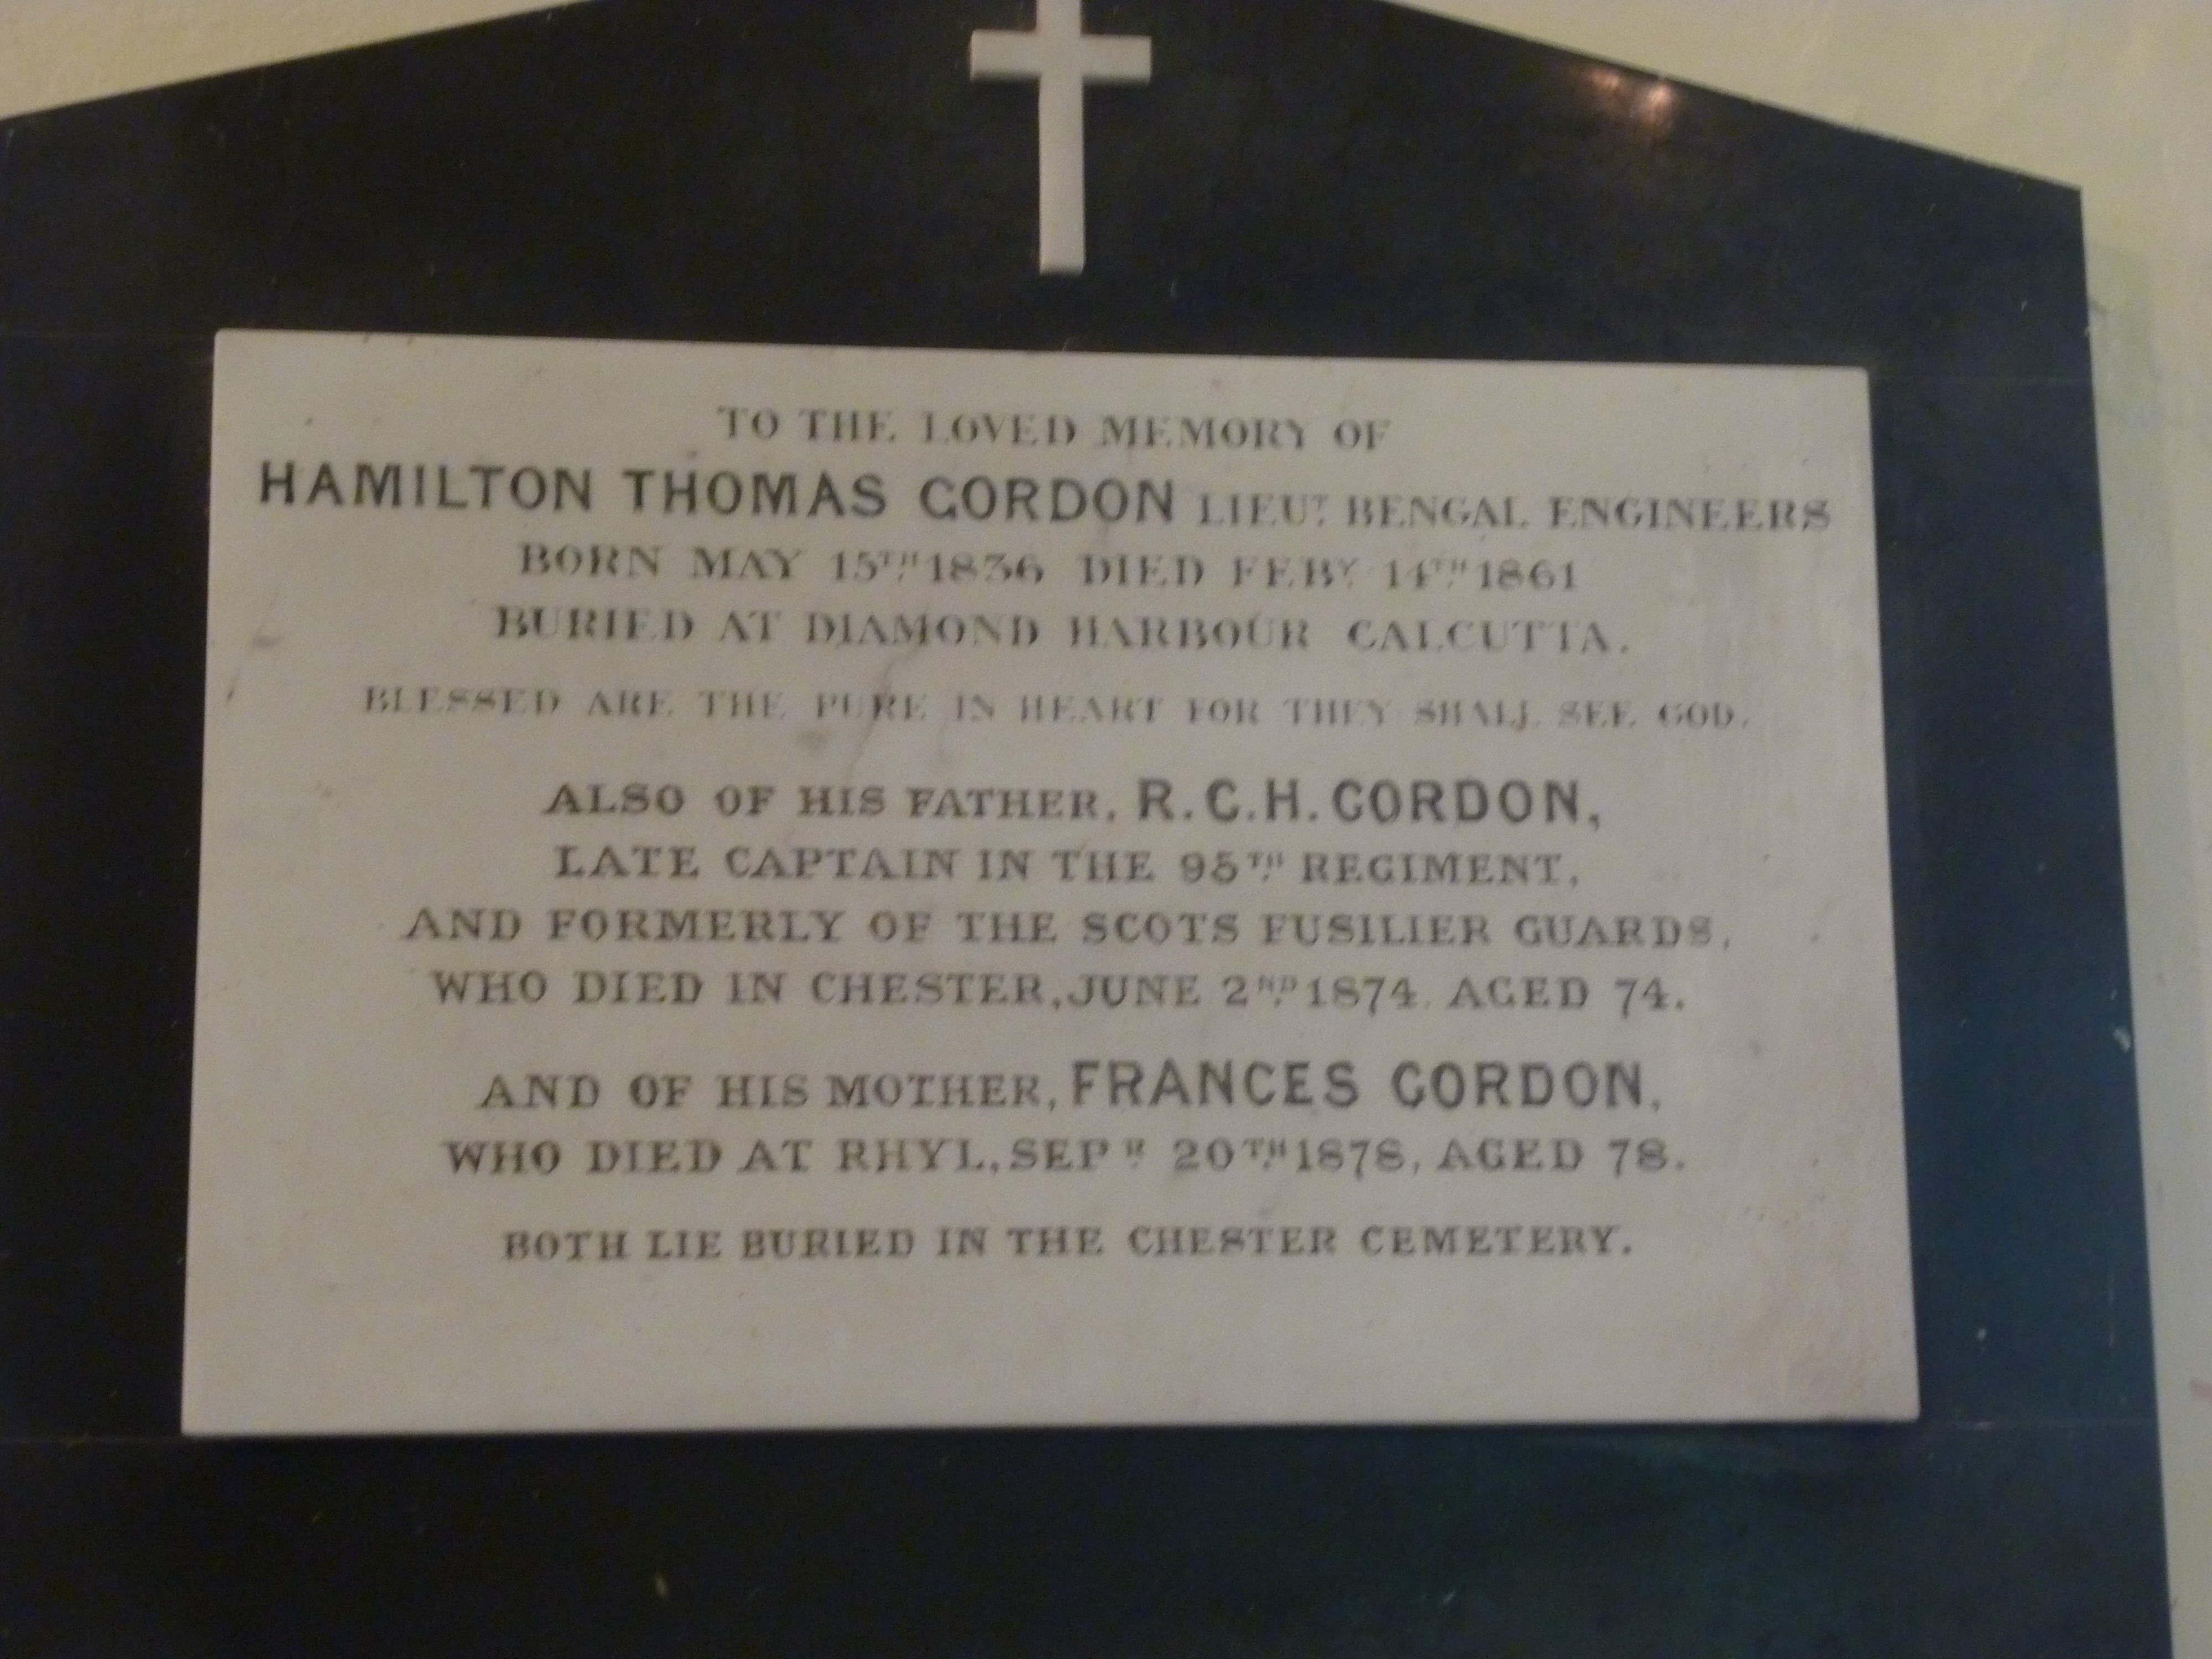 TO THE LOVED MEMORY OF
HAMILTON THOMAS GORDON LIEUT. BENGAL ENGINEERS
BORN MAY 15TH 1836 DIED FEBY. 14TH 1861
BURIED AT DIAMOND HARBOUR CALCUTTA.
BLESSED ARE THE PURE IN HEART FOR THEY SHALL SEE GOD.
ALSO OF HIS FATHER, R.G.H. GORDON,
LATE CAPTAIN IN THE 95TH REGIMENT,
AND FORMERLY OF THE SCOTS FUSILIER GUARDS,
WHO DIED IN CHESTER, JUNE 2ND 1874. AGED 74.
AND OF HIS MOTHER, FRANCES GORDON,
WHO DIED AT RHYL, SEPR 20TH 1878, AGED 78.
BOTH LIE BURIED IN THE CHESTER CEMETERY.